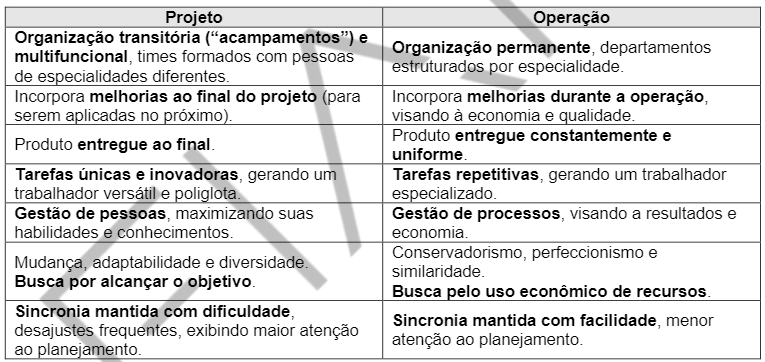 Projeto
Operação
Organização transitória (“acampamentos”) e
multifuncional, times formados com pessoas
de especialidades diferentes.
Organização permanente, departamentos
estruturados por especialidade.
Incorpora melhorias ao final do projeto (para
serem aplicadas no próximo).
Incorpora melhorias durante a operação,
visando à economia e qualidade.
Produto entregue ao final.
Produto entregue constantemente e
uniforme.
Tarefas únicas e inovadoras, gerando um
trabalhador versátil e poliglota.
Tarefas repetitivas, gerando um trabalhador
especializado.
Gestão de pessoas, maximizando suas
habilidades e conhecimentos.
Gestão de processos, visando a resultados e
economia.
Mudança, adaptabilidade e diversidade.
Busca por alcançar o objetivo.
Conservadorismo, perfeccionismo e
similaridade.
Busca pelo uso econômico de recursos.
Sincronia mantida com dificuldade,
desajustes frequentes, exibindo maior atenção
ao planejamento.
Sincronia mantida com facilidade, menor
atenção ao planejamento.